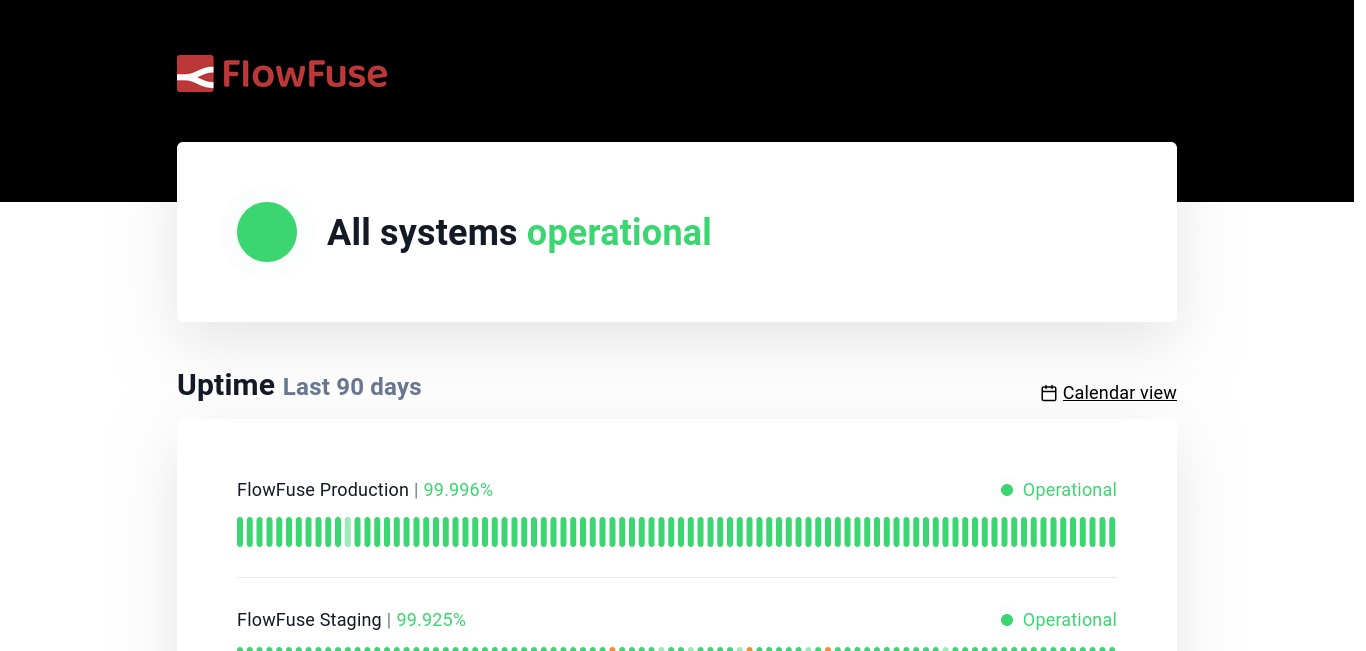 FlowFuse
All systems operational
Uptime Last 90 days
Calendar view
FlowFuse Production | 99.996%
Operational
FlowFuse Staging | 99.925%
Operational